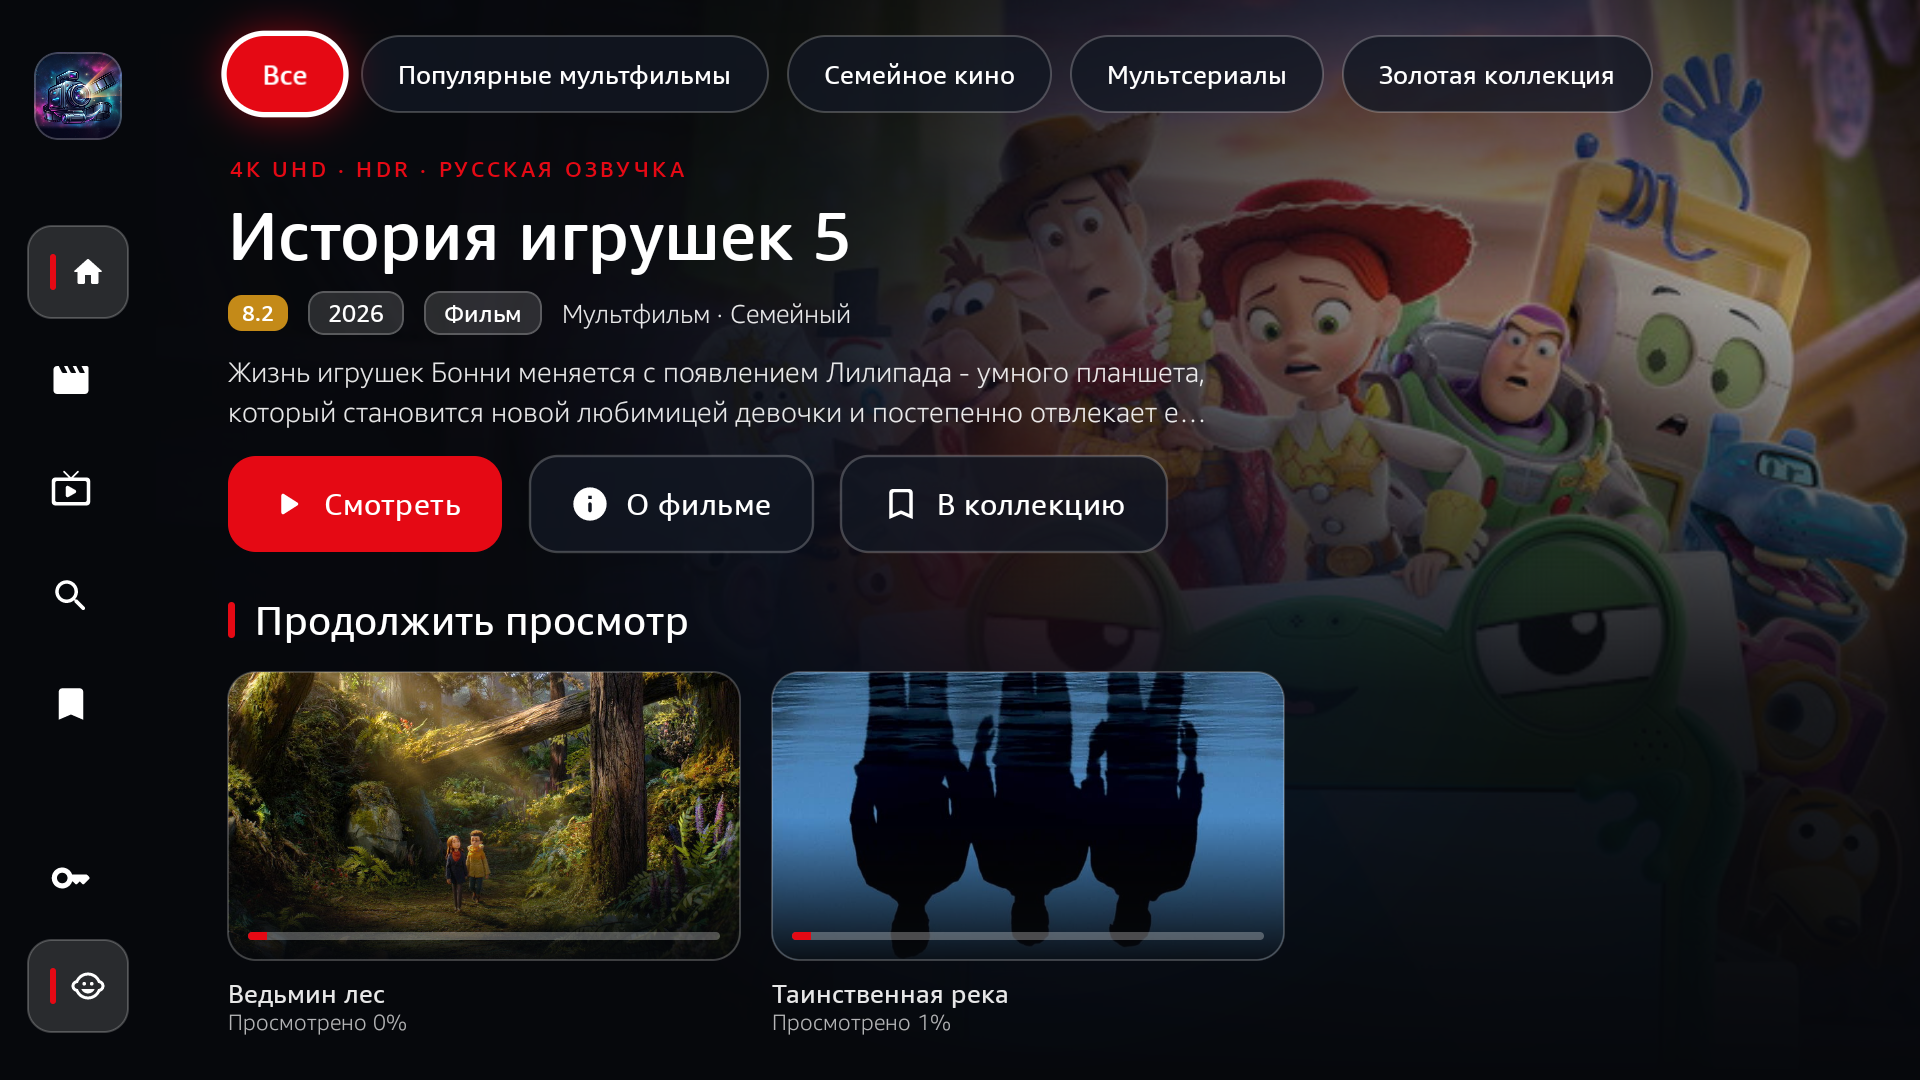 Все
Популярные мультфильмы
Семейное кино
Мультсериалы
Золотая коллекция
4K UHD · HDR · РУССКАЯ ОЗВУЧКА
История игрушек 5
8.2
2026
Фильм
Мультфильм · Семейный
Жизнь игрушек Бонни меняется с появлением Лилипада - умного планшета,
который становится новой любимицей девочки и постепенно отвлекает е…
Смотреть
О фильме
В коллекцию
Продолжить просмотр
Ведьмин лес
Просмотрено 0%
Таинственная река
Просмотрено 1%